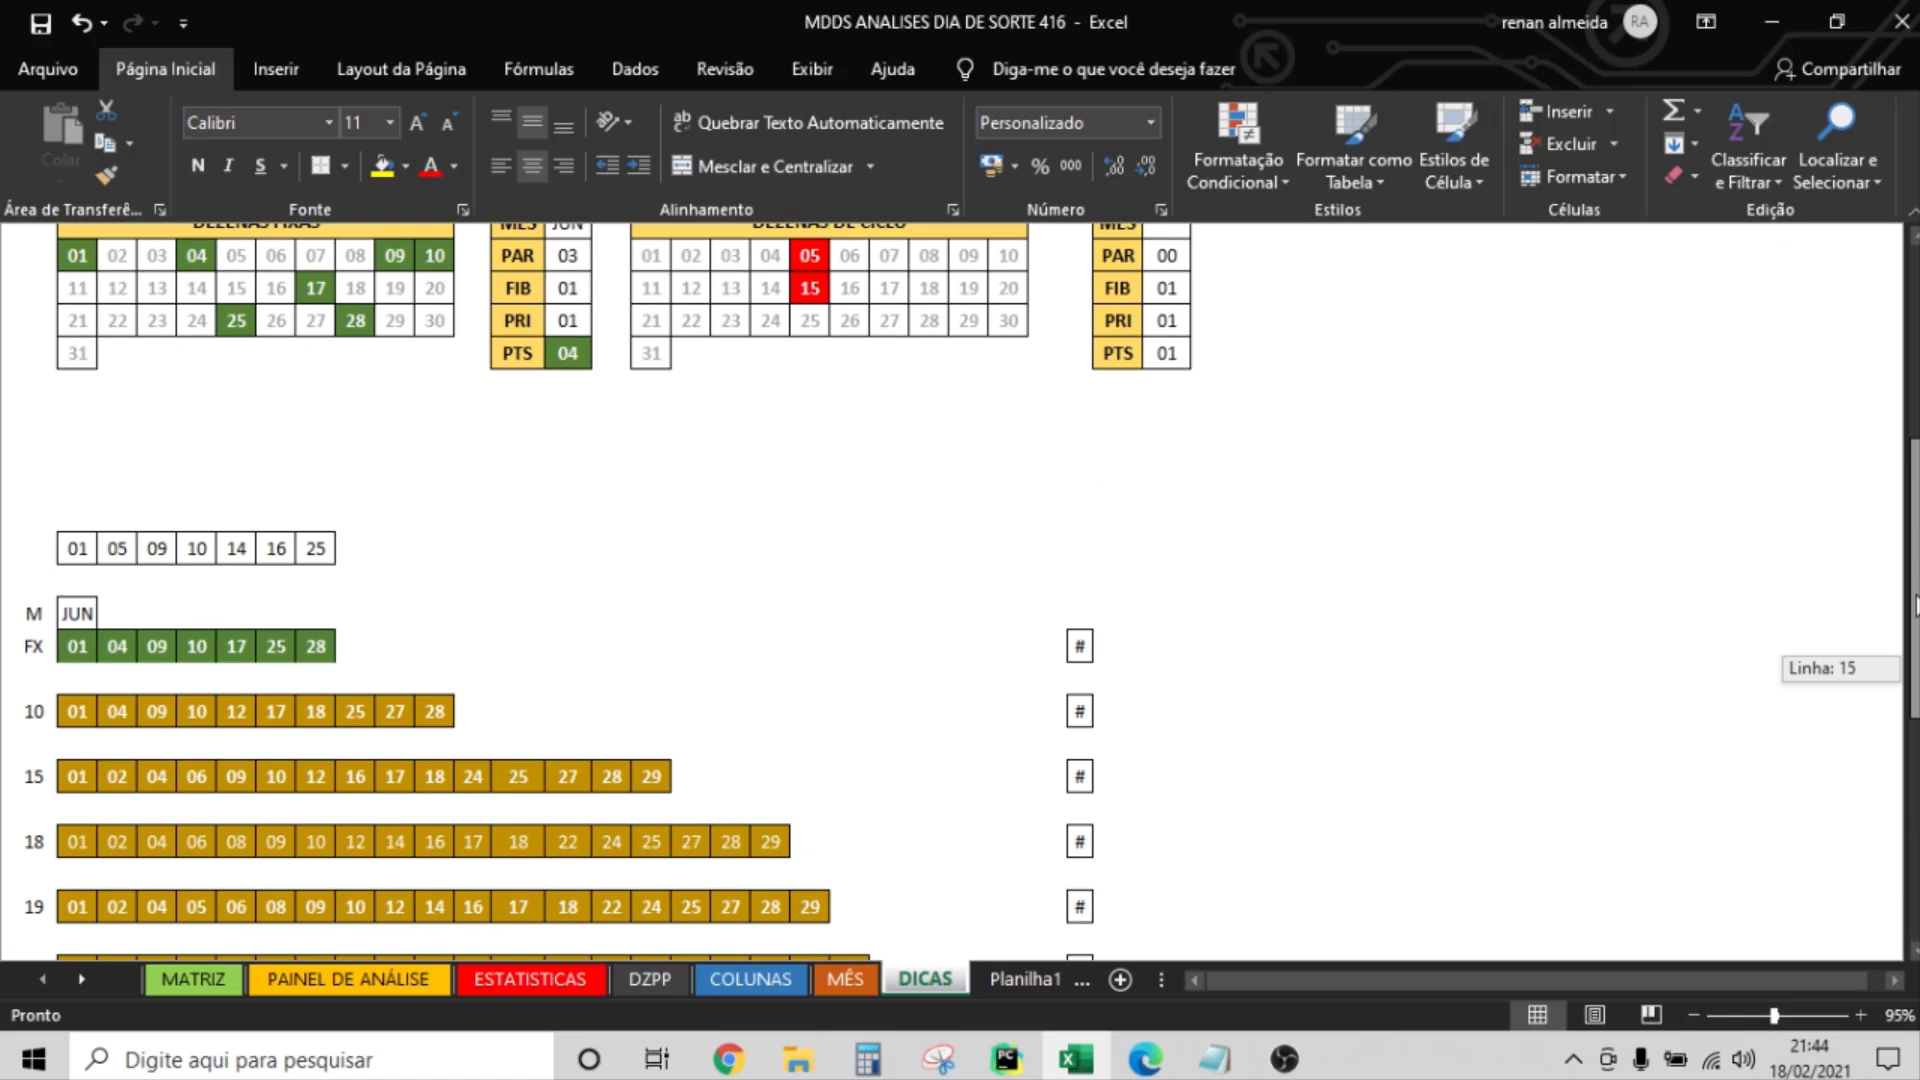 MDDS ANALISES DIA DE SORTE 416 - Excel
renan almeida RA
Arquivo Página Inicial Inserir Layout da Página Fórmulas Dados Revisão Exibir Ajuda Diga-me o que você deseja fazer Compartilhar
Colar
Calibri 11
Quebrar Texto Automaticamente
Personalizado
N I S
Mesclar e Centralizar
% 000
Formatação Condicional
Formatar como Tabela
Estilos de Célula
Inserir
Excluir
Formatar
Classificar e Filtrar
Localizar e Selecionar
Área de Transferê... Fonte Alinhamento Número Estilos Células Edição
DEZENAS FIXAS MÊS JUN DEZENAS DE CICLO MÊS
01 02 03 04 05 06 07 08 09 10 PAR 03 01 02 03 04 05 06 07 08 09 10 PAR 00
11 12 13 14 15 16 17 18 19 20 FIB 01 11 12 13 14 15 16 17 18 19 20 FIB 01
21 22 23 24 25 26 27 28 29 30 PRI 01 21 22 23 24 25 26 27 28 29 30 PRI 01
31 PTS 04 31 PTS 01
01 05 09 10 14 16 25
M JUN
FX 01 04 09 10 17 25 28 #
Linha: 15
10 01 04 09 10 12 17 18 25 27 28 #
15 01 02 04 06 09 10 12 16 17 18 24 25 27 28 29 #
18 01 02 04 06 08 09 10 12 14 16 17 18 22 24 25 27 28 29 #
19 01 02 04 05 06 08 09 10 12 14 16 17 18 22 24 25 27 28 29 #
MATRIZ PAINEL DE ANÁLISE ESTATISTICAS DZPP COLUNAS MÊS DICAS Planilha1 ...
Pronto 95%
Digite aqui para pesquisar
21:44
18/02/2021